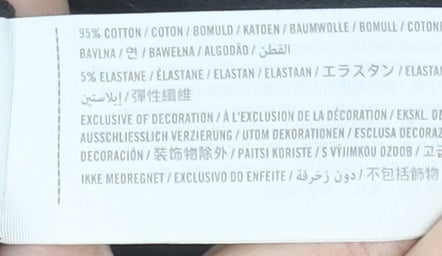 95% COTTON / COTON / BOMULD / KATOEN / BAUMWOLLE / BOMULL / COTONE
BAVLNA / 면 / BAWEŁNA / ALGODÃO / القطن /
5% ELASTANE / ÉLASTANE / ELASTAN / ELASTAAN / エラスタン / ELASTAN
إيلاستين / 彈性纖維
EXCLUSIVE OF DECORATION / À L'EXCLUSION DE LA DÉCORATION / EKSKL. DE
AUSSCHLIESSLICH VERZIERUNG / UTOM DEKORATIONEN / ESCLUSA DECORAZ
DECORACIÓN / 装饰物除外 / PAITSI KORISTE / S VÝJIMKOU OZDOB /
IKKE MEDREGNET / EXCLUSIVO DO ENFEITE / دون زخرفة / 不包括飾物